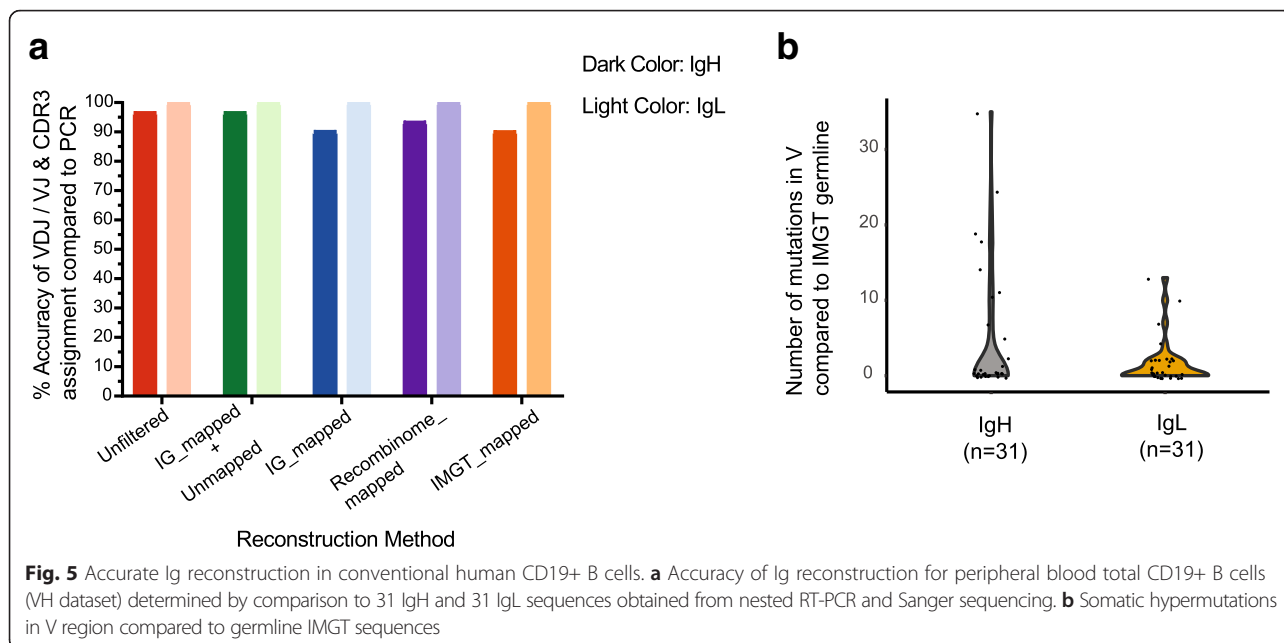 a
Dark Color: IgH
Light Color: IgL
% Accuracy of VDJ / VJ & CDR3
assignment compared to PCR
100
90
80
70
60
50
40
30
20
10
0
Unfiltered
IG_mapped
+
Unmapped
IG_mapped
Recombinome_
mapped
IMGT_mapped
Reconstruction Method
b
Number of mutations in V
compared to IMGT germline
30
20
10
0
IgH
(n=31)
IgL
(n=31)
Fig. 5 Accurate Ig reconstruction in conventional human CD19+ B cells. a Accuracy of Ig reconstruction for peripheral blood total CD19+ B cells
(VH dataset) determined by comparison to 31 IgH and 31 IgL sequences obtained from nested RT-PCR and Sanger sequencing. b Somatic hypermutations
in V region compared to germline IMGT sequences